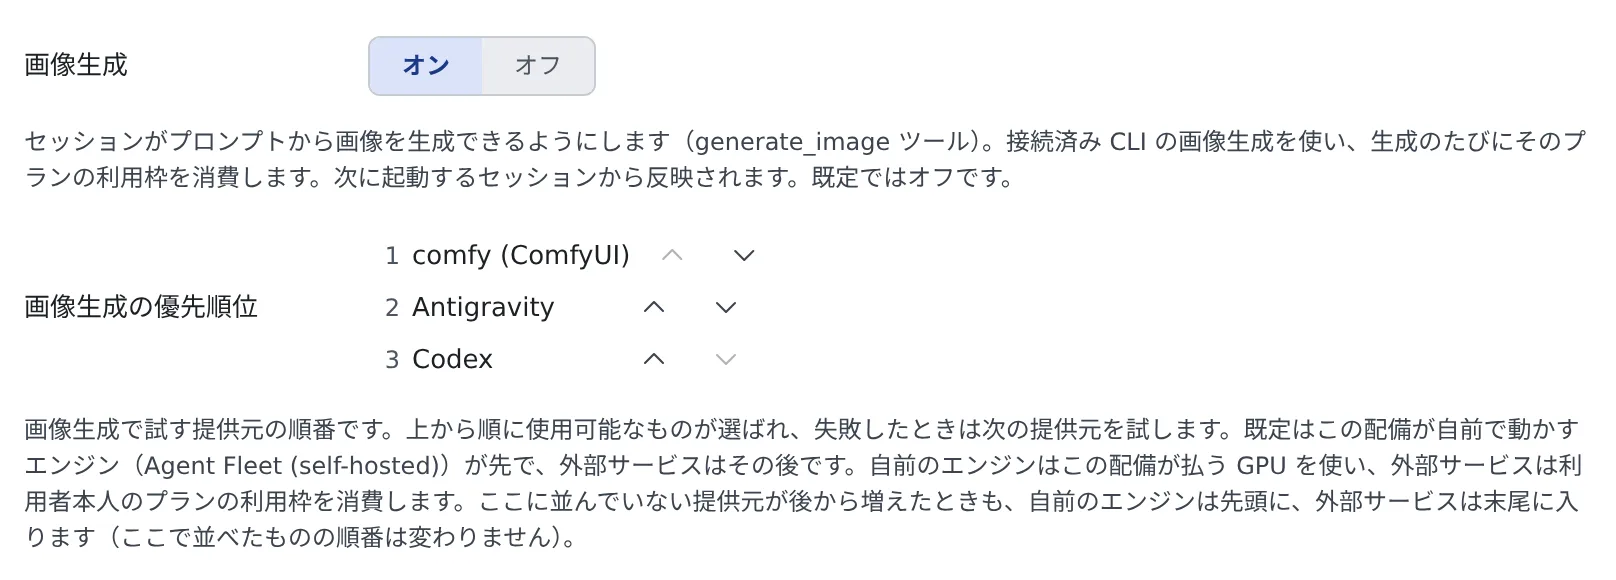 画像生成
オン オフ
セッションがプロンプトから画像を生成できるようにします（generate_image ツール）。接続済み CLI の画像生成を使い、生成のたびにそのプ
ランの利用枠を消費します。次に起動するセッションから反映されます。既定ではオフです。
1 comfy (ComfyUI)
画像生成の優先順位
2 Antigravity
3 Codex
画像生成で試す提供元の順番です。上から順に使用可能なものが選ばれ、失敗したときは次の提供元を試します。既定はこの配備が自前で動かす
エンジン（Agent Fleet (self-hosted)）が先で、外部サービスはその後です。自前のエンジンはこの配備が払う GPU を使い、外部サービスは利
用者本人のプランの利用枠を消費します。ここに並んでいない提供元が後から増えたときも、自前のエンジンは先頭に、外部サービスは末尾に入
ります（ここで並べたものの順番は変わりません）。